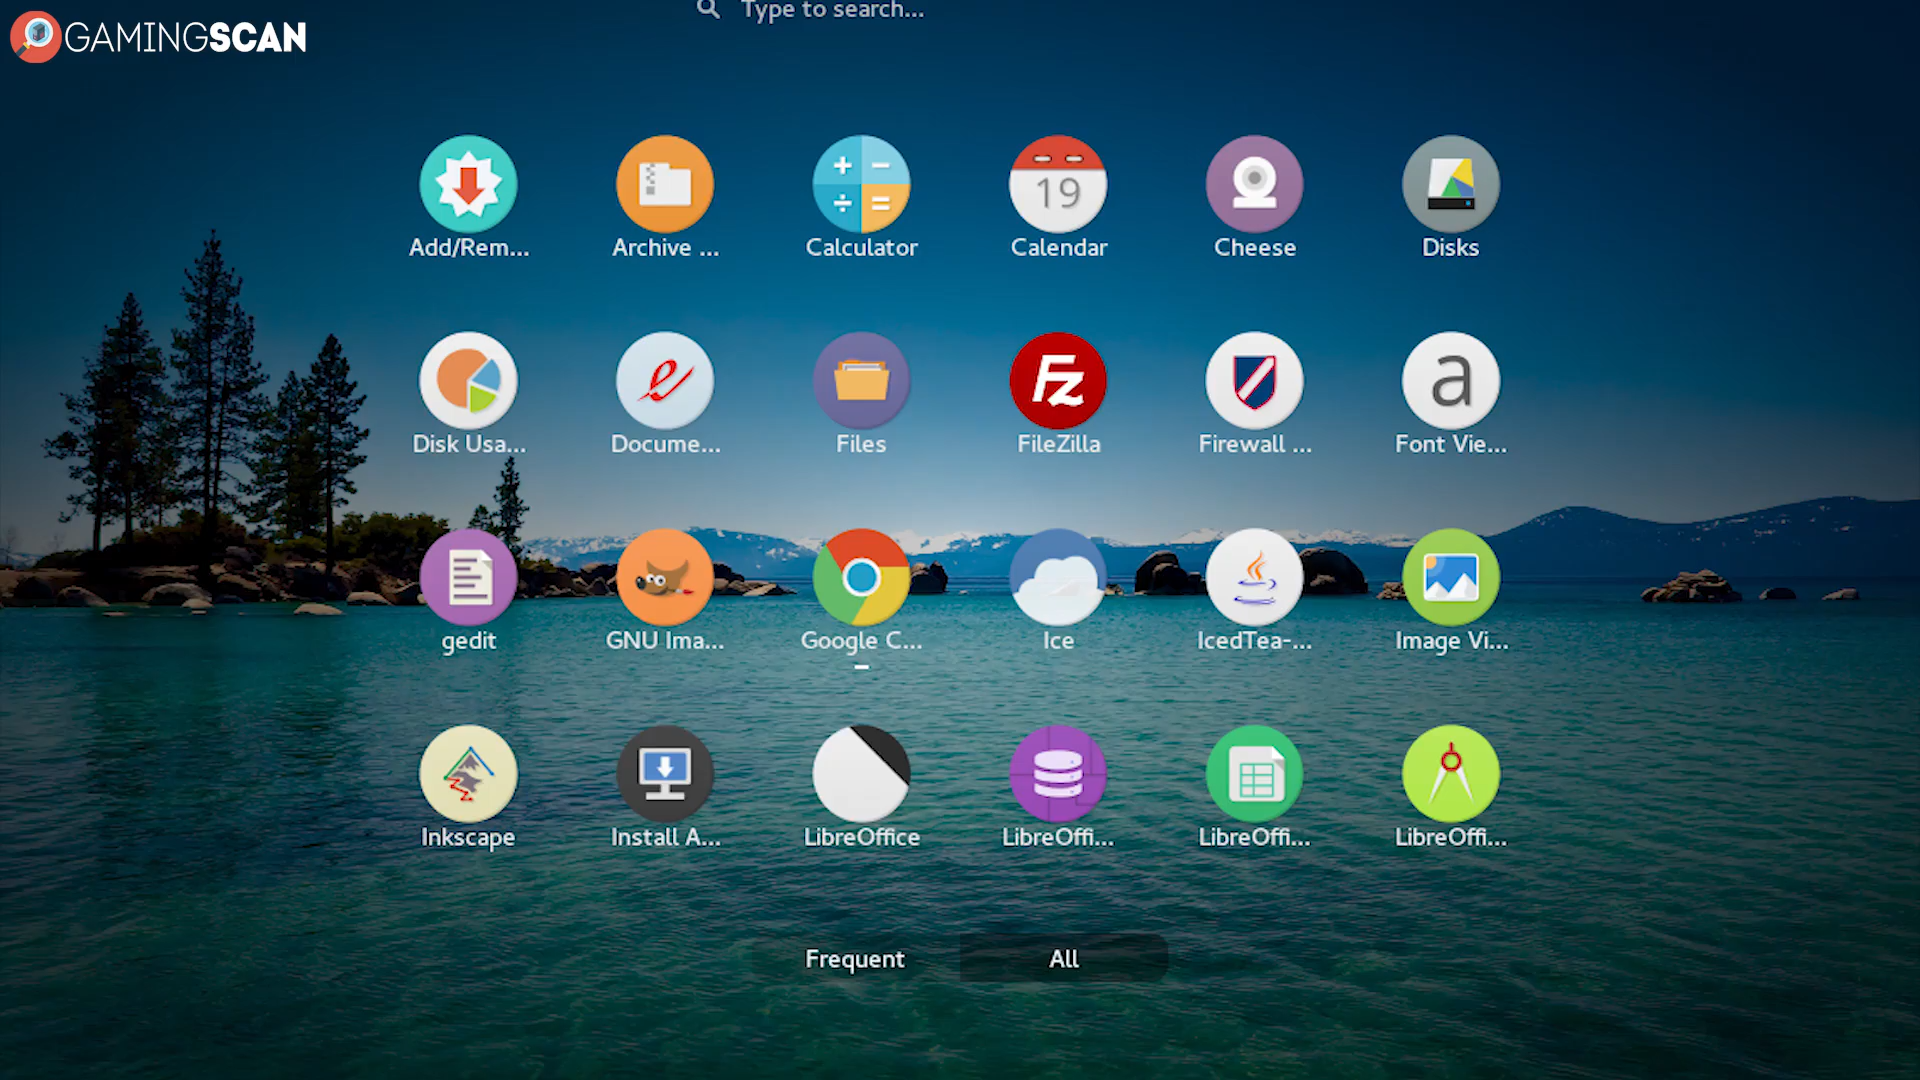 GAMINGSCAN
Type to search...
Add/Rem...
Archive ...
Calculator
19
Calendar
Cheese
Disks
Disk Usa...
Docume...
Files
Fz
FileZilla
Firewall ...
a
Font Vie...
gedit
GNU Ima...
Google C...
Ice
IcedTea-...
Image Vi...
Inkscape
Install A...
LibreOffice
LibreOffi...
LibreOffi...
LibreOffi...
Frequent
All